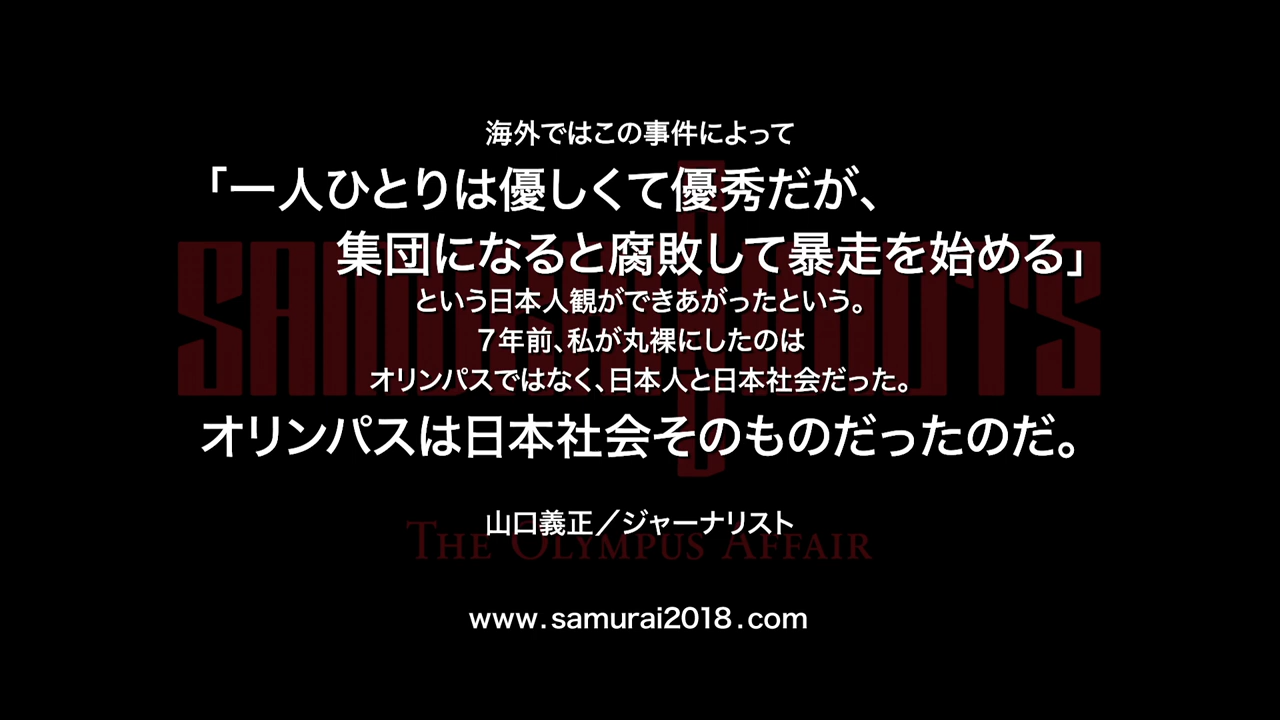 海外ではこの事件によって
「一人ひとりは優しくて優秀だが、
集団になると腐敗して暴走を始める」
という日本人観ができあがったという。
７年前、私が丸裸にしたのは
オリンパスではなく、日本人と日本社会だった。
オリンパスは日本社会そのものだったのだ。
山口義正／ジャーナリスト
THE OLYMPUS AFFAIR
www.samurai2018.com